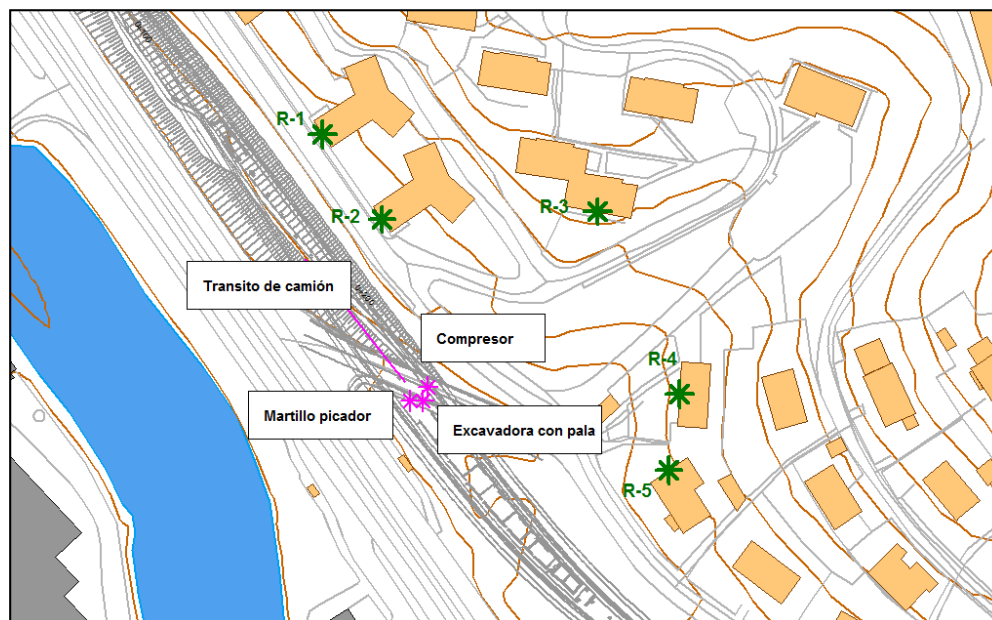 R-1
R-2
R-3
Transito de camión
Compresor
R-4
Martillo picador
Excavadora con pala
R-5